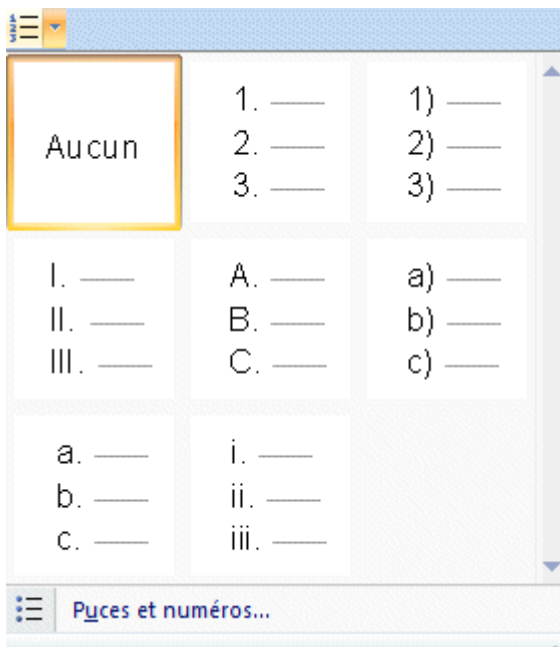 Aucun
1.
2.
3.
1)
2)
3)
I.
II.
III.
A.
B.
C.
a)
b)
c)
a.
b.
c.
i.
ii.
iii.
Puces et numéros...